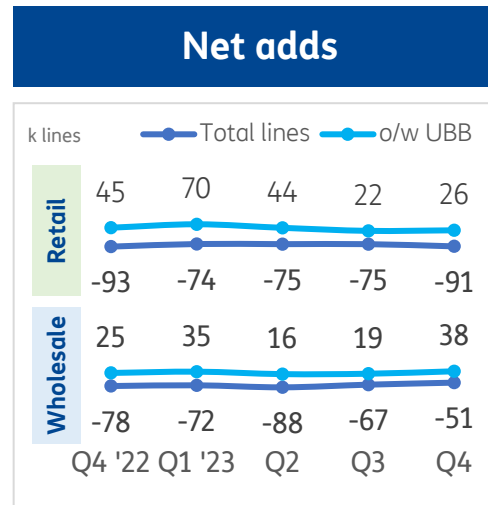 Net adds
k lines
Total lines
o/w UBB
Retail
45 70 44 22 26
-93 -74 -75 -75 -91
Wholesale
25 35 16 19 38
-78 -72 -88 -67 -51
Q4 '22 Q1 '23 Q2 Q3 Q4